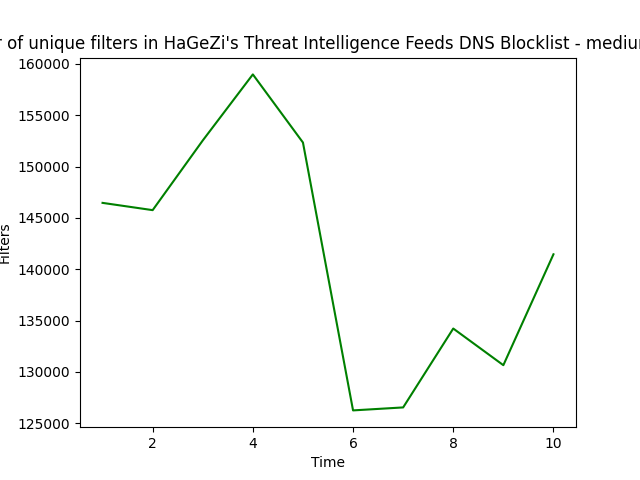 r of unique filters in HaGeZi's Threat Intelligence Feeds DNS Blocklist - mediu
160000
155000
150000
145000
140000
135000
130000
125000
Filters
2 4 6 8 10
Time